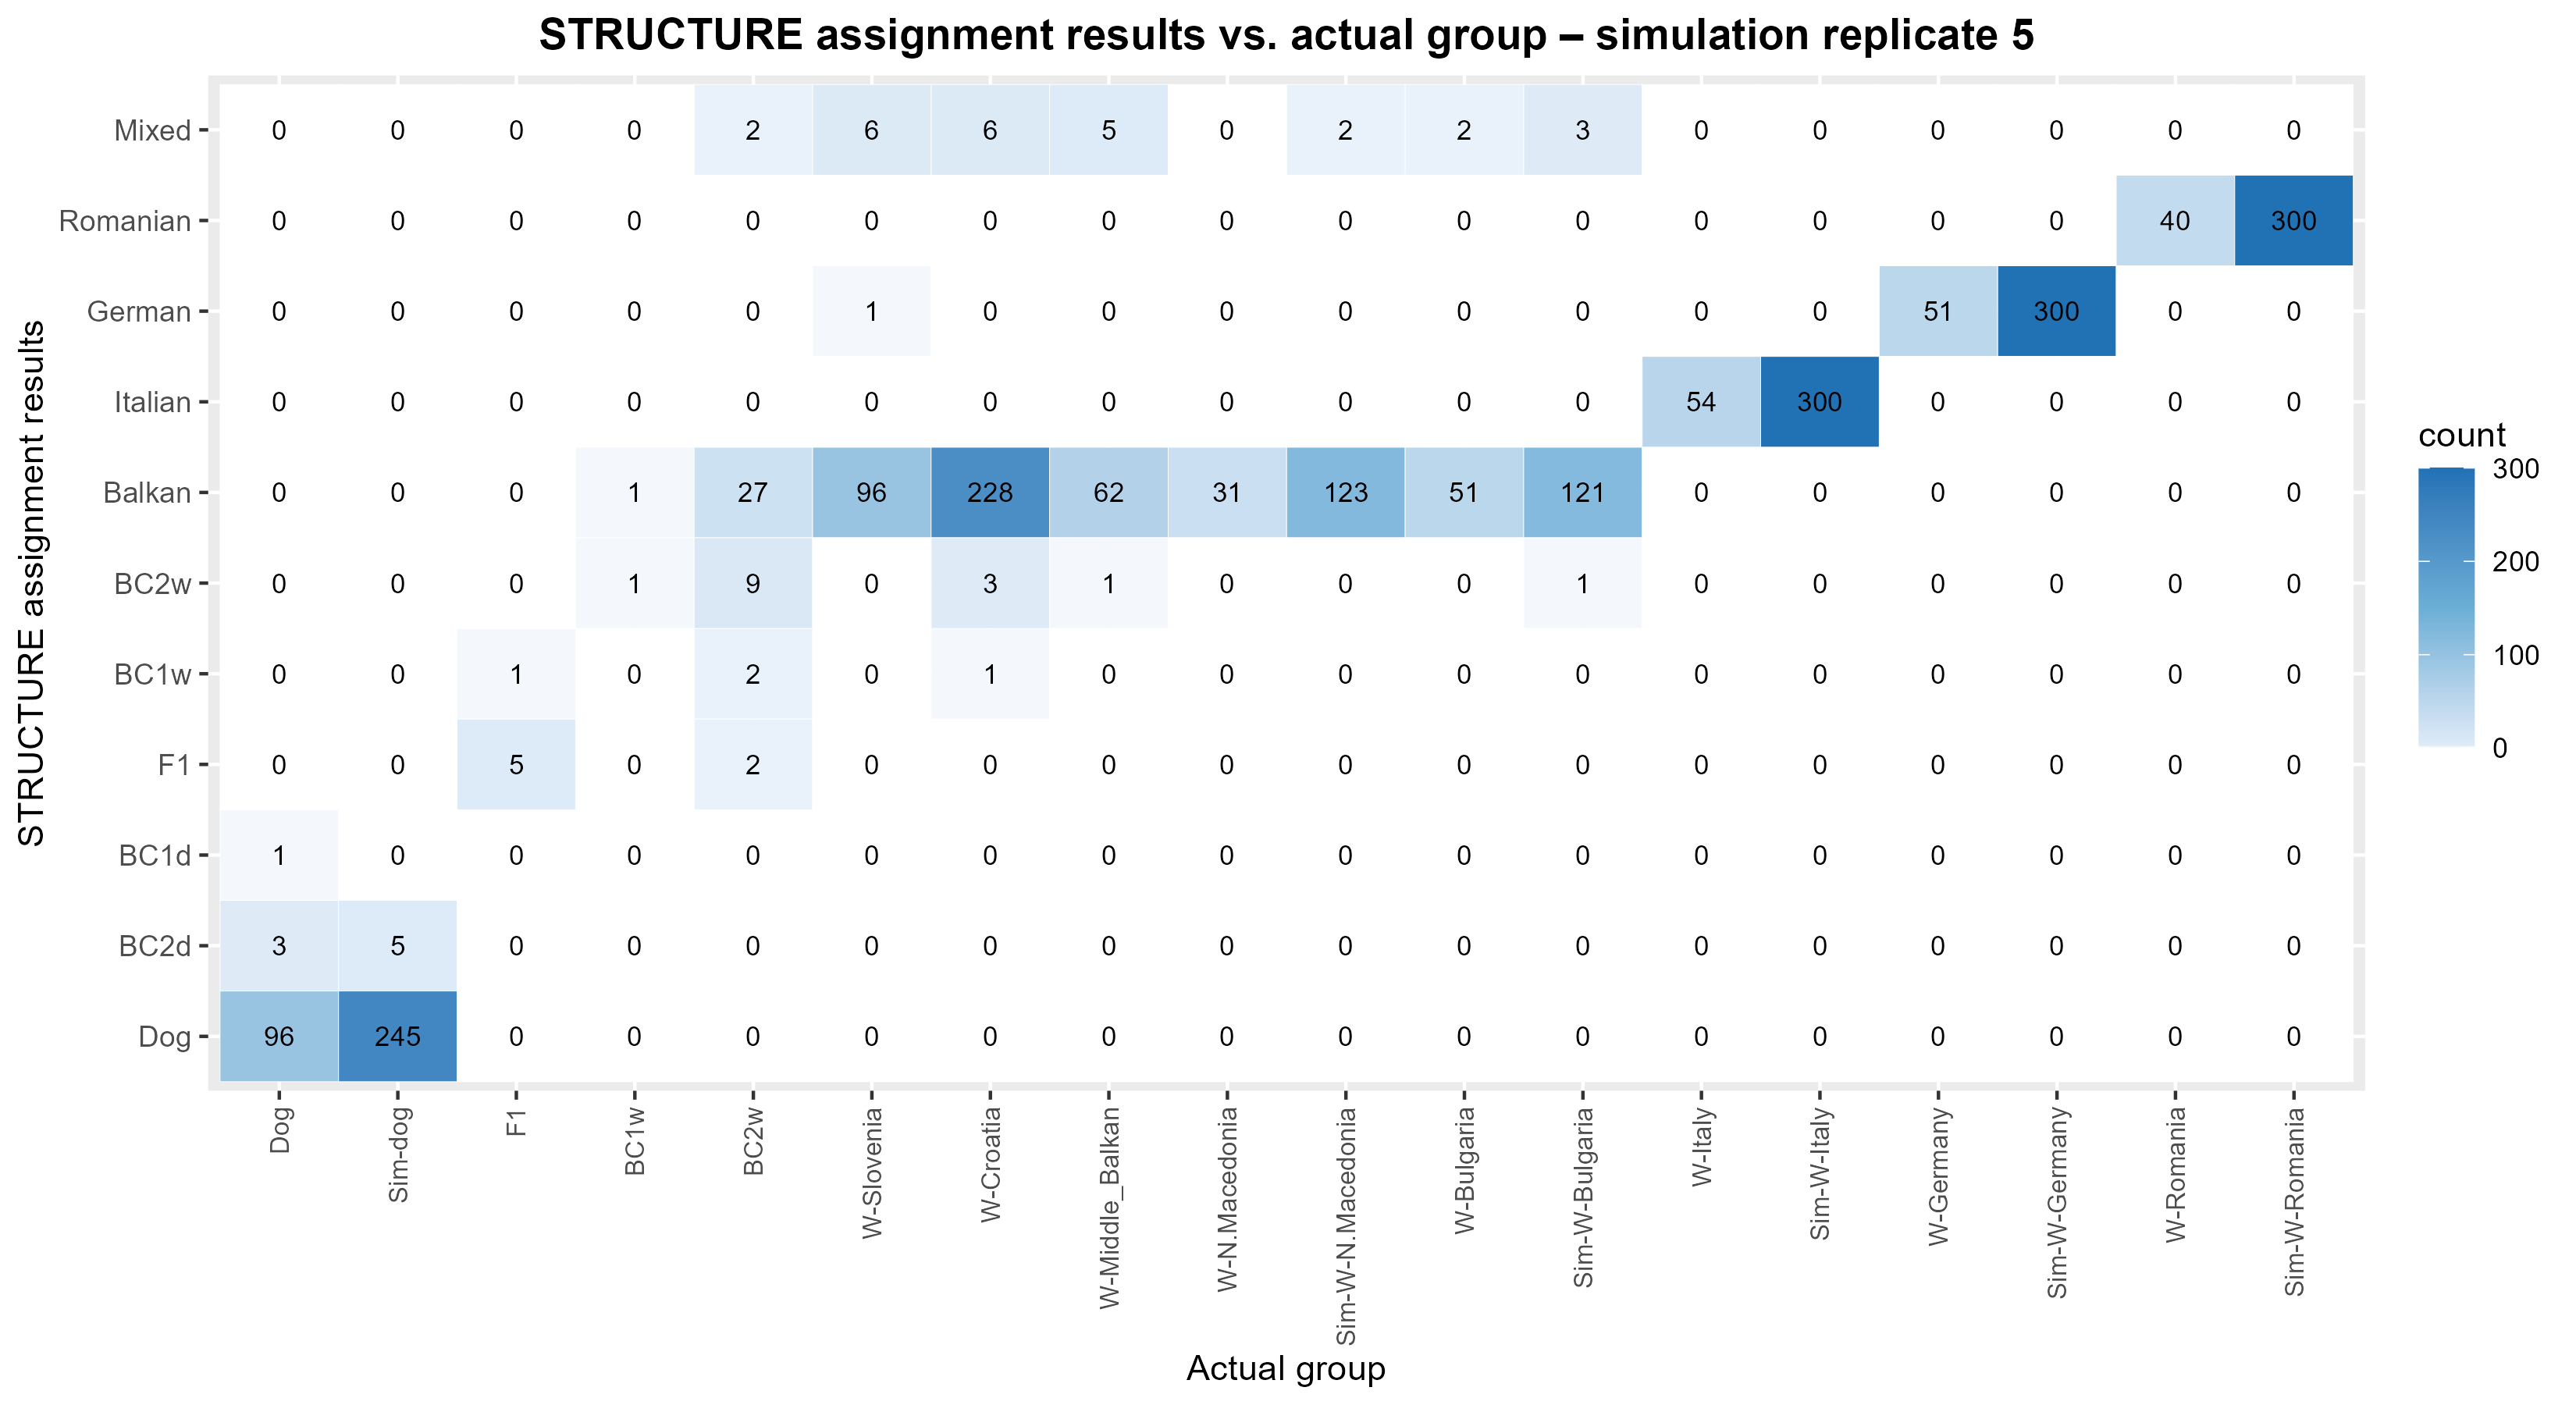 STRUCTURE assignment results vs. actual group – simulation replicate 5
STRUCTURE assignment results
Mixed 0 0 0 0 2 6 6 5 0 2 2 3 0 0 0 0 0 0
Romanian 0 0 0 0 0 0 0 0 0 0 0 0 0 0 0 0 40 300
German 0 0 0 0 0 1 0 0 0 0 0 0 0 0 51 300 0 0
Italian 0 0 0 0 0 0 0 0 0 0 0 0 54 300 0 0 0 0
Balkan 0 0 0 1 27 96 228 62 31 123 51 121 0 0 0 0 0 0
BC2w 0 0 0 1 9 0 3 1 0 0 0 1 0 0 0 0 0 0
BC1w 0 0 1 0 2 0 1 0 0 0 0 0 0 0 0 0 0 0
F1 0 0 5 0 2 0 0 0 0 0 0 0 0 0 0 0 0 0
BC1d 1 0 0 0 0 0 0 0 0 0 0 0 0 0 0 0 0 0
BC2d 3 5 0 0 0 0 0 0 0 0 0 0 0 0 0 0 0 0
Dog 96 245 0 0 0 0 0 0 0 0 0 0 0 0 0 0 0 0
Dog
Sim-dog
F1
BC1w
BC2w
W-Slovenia
W-Croatia
W-Middle_Balkan
W-N.Macedonia
Sim-W-N.Macedonia
W-Bulgaria
Sim-W-Bulgaria
W-Italy
Sim-W-Italy
W-Germany
Sim-W-Germany
W-Romania
Sim-W-Romania
Actual group
count
300
200
100
0